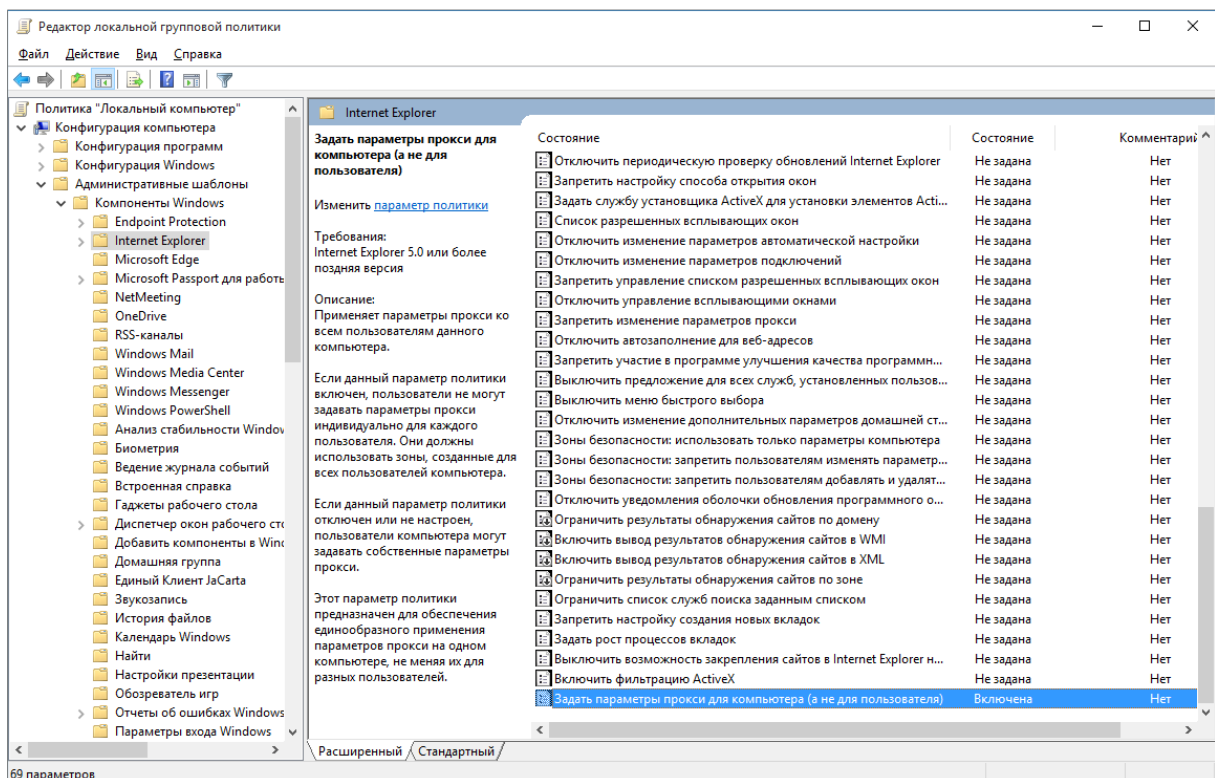 Редактор локальной групповой политики
Файл Действие Вид Справка
Политика "Локальный компьютер"
Конфигурация компьютера
Конфигурация программ
Конфигурация Windows
Административные шаблоны
Компоненты Windows
Endpoint Protection
Internet Explorer
Microsoft Edge
Microsoft Passport для работы
NetMeeting
OneDrive
RSS-каналы
Windows Mail
Windows Media Center
Windows Messenger
Windows PowerShell
Анализ стабильности Window
Биометрия
Ведение журнала событий
Встроенная справка
Гаджеты рабочего стола
Диспетчер окон рабочего сто
Добавить компоненты в Wind
Домашняя группа
Единый Клиент JaCarta
Звукозапись
История файлов
Календарь Windows
Найти
Настройки презентации
Обозреватель игр
Отчеты об ошибках Windows
Параметры входа Windows
Internet Explorer
Задать параметры прокси для
компьютера (а не для
пользователя)
Изменить параметр политики
Требования:
Internet Explorer 5.0 или более
поздняя версия
Описание:
Применяет параметры прокси ко
всем пользователям данного
компьютера.
Если данный параметр политики
включен, пользователи не могут
задавать параметры прокси
индивидуально для каждого
пользователя. Они должны
использовать зоны, созданные для
всех пользователей компьютера.
Если данный параметр политики
отключен или не настроен,
пользователи компьютера могут
задавать собственные параметры
прокси.
Этот параметр политики
предназначен для обеспечения
единообразного применения
параметров прокси на одном
компьютере, не меняя их для
разных пользователей.
Состояние Состояние Комментарий
Отключить периодическую проверку обновлений Internet Explorer Не задана Нет
Запретить настройку способа открытия окон Не задана Нет
Задать службу установщика ActiveX для установки элементов Acti... Не задана Нет
Список разрешенных всплывающих окон Не задана Нет
Отключить изменение параметров автоматической настройки Не задана Нет
Отключить изменение параметров подключений Не задана Нет
Запретить управление списком разрешенных всплывающих окон Не задана Нет
Отключить управление всплывающими окнами Не задана Нет
Запретить изменение параметров прокси Не задана Нет
Отключить автозаполнение для веб-адресов Не задана Нет
Запретить участие в программе улучшения качества программн... Не задана Нет
Выключить предложение для всех служб, установленных пользов... Не задана Нет
Выключить меню быстрого выбора Не задана Нет
Отключить изменение дополнительных параметров домашней ст... Не задана Нет
Зоны безопасности: использовать только параметры компьютера Не задана Нет
Зоны безопасности: запретить пользователям изменять параметр... Не задана Нет
Зоны безопасности: запретить пользователям добавлять и удалят... Не задана Нет
Отключить уведомления оболочки обновления программного о... Не задана Нет
Ограничить результаты обнаружения сайтов по домену Не задана Нет
Включить вывод результатов обнаружения сайтов в WMI Не задана Нет
Включить вывод результатов обнаружения сайтов в XML Не задана Нет
Ограничить результаты обнаружения сайтов по зоне Не задана Нет
Ограничить список служб поиска заданным списком Не задана Нет
Запретить настройку создания новых вкладок Не задана Нет
Задать рост процессов вкладок Не задана Нет
Выключить возможность закрепления сайтов в Internet Explorer н... Не задана Нет
Включить фильтрацию ActiveX Не задана Нет
Задать параметры прокси для компьютера (а не для пользователя) Включена Нет
Расширенный Стандартный
69 параметров